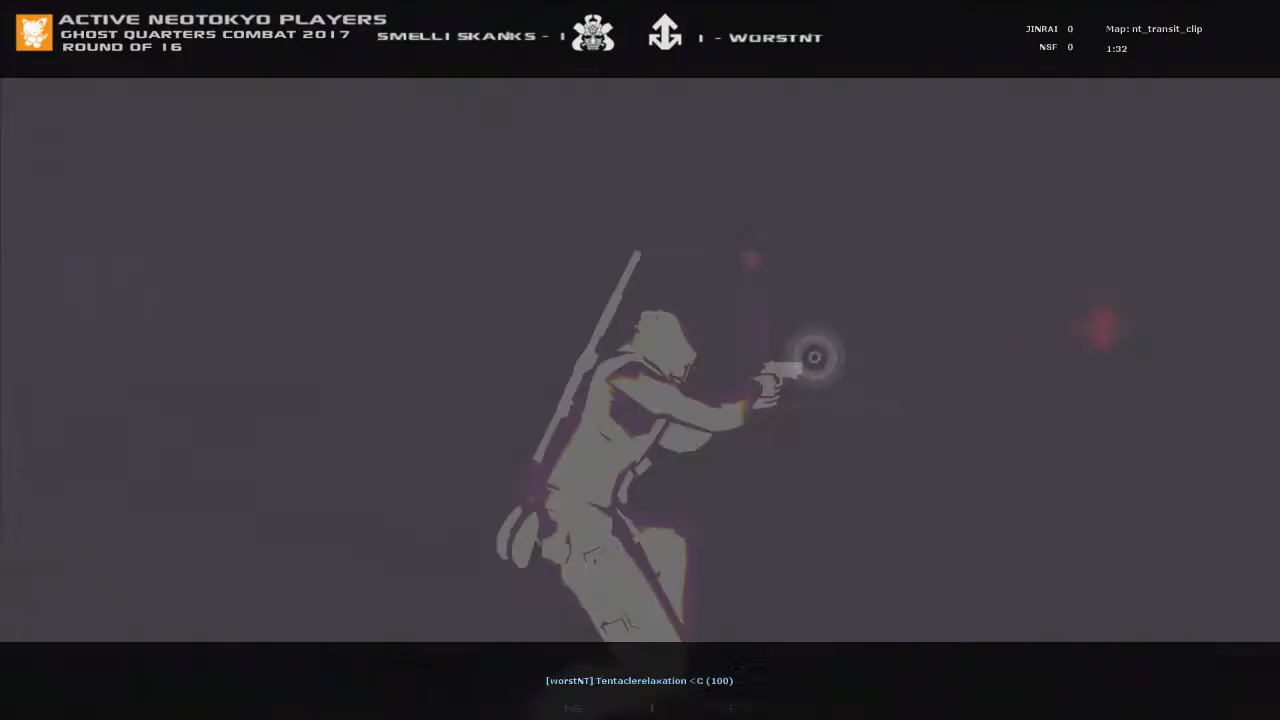 ACTIVE NEOTOKYO PLAYERS
GHOST QUARTERS COMBAT 2017
ROUND OF 16
SMELLI SKANKS - 1
1 - WORSTNT
JINRAI 0
NSF 0
Map: nt_transit_clip
1:32
[worstNT] Tentaclerelaxation <C (100)
NE